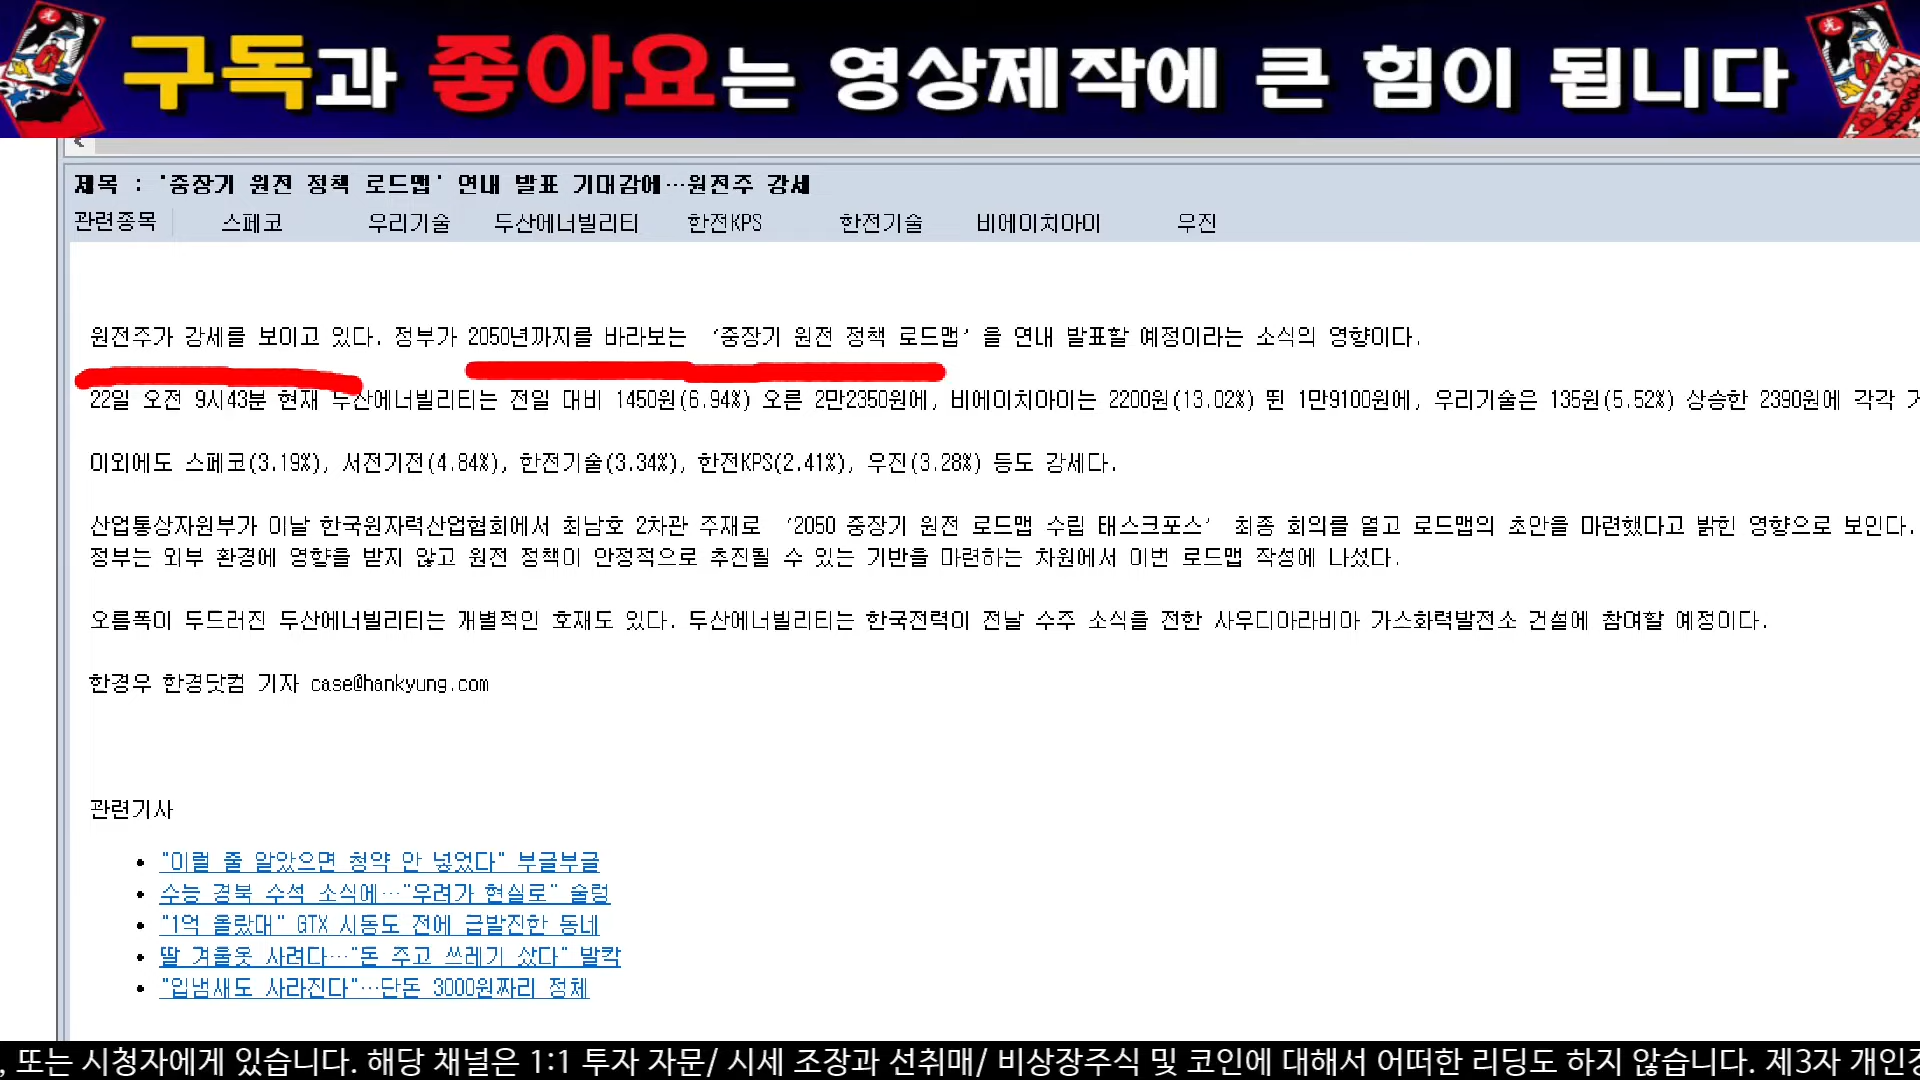 구독과 좋아요는 영상제작에 큰 힘이 됩니다
제목 : '중장기 원전 정책 로드맵' 연내 발표 기대감에…원전주 강세
관련종목 스페코 우리기술 두산에너빌리티 한전KPS 한전기술 비에이치아이 우진
원전주가 강세를 보이고 있다. 정부가 2050년까지를 바라보는 '중장기 원전 정책 로드맵' 을 연내 발표할 예정이라는 소식의 영향이다.
22일 오전 9시43분 현재 두산에너빌리티는 전일 대비 1450원(6.94%) 오른 2만2350원에, 비에이치아이는 2200원(13.02%) 뛴 1만9100원에, 우리기술은 135원(5.52%) 상승한 2390원에 각각
이외에도 스페코(3.19%), 서전기전(4.84%), 한전기술(3.34%), 한전KPS(2.41%), 우진(3.28%) 등도 강세다.
산업통상자원부가 이날 한국원자력산업협회에서 최남호 2차관 주재로 '2050 중장기 원전 로드맵 수립 태스크포스' 최종 회의를 열고 로드맵의 초안을 마련했다고 밝힌 영향으로 보인다.
정부는 외부 환경에 영향을 받지 않고 원전 정책이 안정적으로 추진될 수 있는 기반을 마련하는 차원에서 이번 로드맵 작성에 나섰다.
오름폭이 두드러진 두산에너빌리티는 개별적인 호재도 있다. 두산에너빌리티는 한국전력이 전날 수주 소식을 전한 사우디아라비아 가스화력발전소 건설에 참여할 예정이다.
한경우 한경닷컴 기자 case@hankyung.com
관련기사
• "이럴 줄 알았으면 청약 안 넣었다" 부글부글
• 수능 경북 수석 소식에…"우려가 현실로" 술렁
• "1억 올랐대" GTX 시동도 전에 급발진한 동네
• 딸 겨울옷 사려다…"돈 주고 쓰레기 샀다" 발칵
• "입냄새도 사라진다"…단돈 3000원짜리 정체
, 또는 시청자에게 있습니다. 해당 채널은 1:1 투자 자문/ 시세 조장과 선취매/ 비상장주식 및 코인에 대해서 어떠한 리딩도 하지 않습니다. 제3자